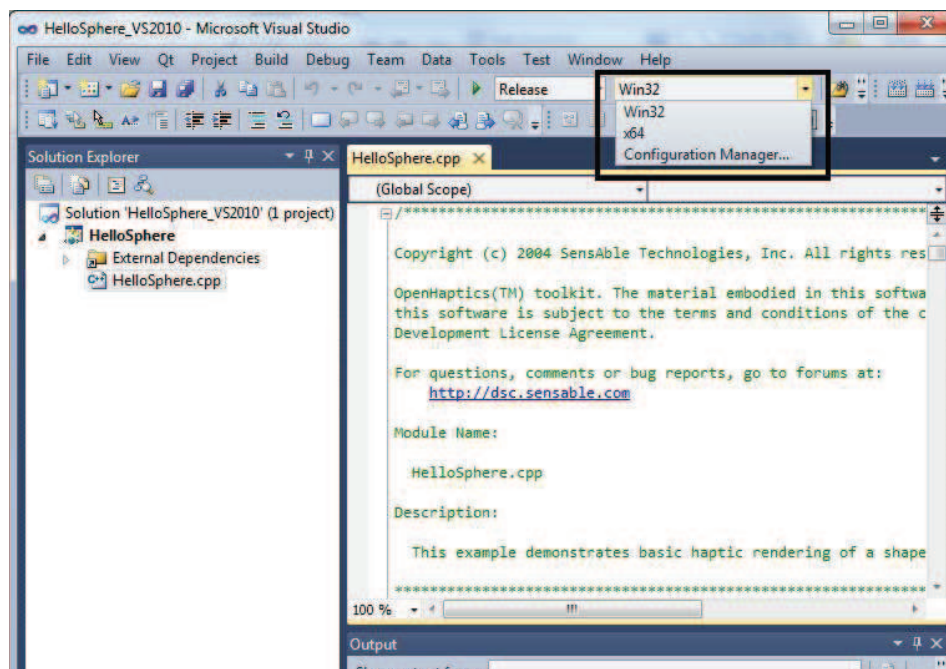 HelloSphere_VS2010 - Microsoft Visual Studio
File Edit View Qt Project Build Debug Team Data Tools Test Window Help
Release Win32
Win32
x64
Configuration Manager...
Solution Explorer
Solution 'HelloSphere_VS2010' (1 project)
HelloSphere
External Dependencies
HelloSphere.cpp
HelloSphere.cpp
(Global Scope)
/*****************************************************************
Copyright (c) 2004 SensAble Technologies, Inc. All rights res
OpenHaptics(TM) toolkit. The material embodied in this softwa
this software is subject to the terms and conditions of the c
Development License Agreement.
For questions, comments or bug reports, go to forums at:
http://dsc.sensable.com
Module Name:
HelloSphere.cpp
Description:
This example demonstrates basic haptic rendering of a shape
*****************************************************************
100 %
Output